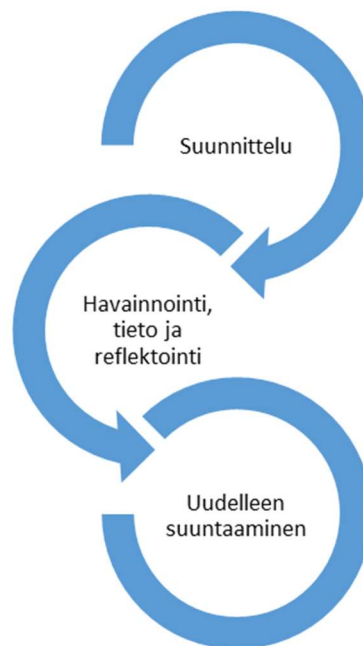 Suunnittelu
Havainnointi,
tieto ja
reflektointi
Uudelleen
suuntaaminen